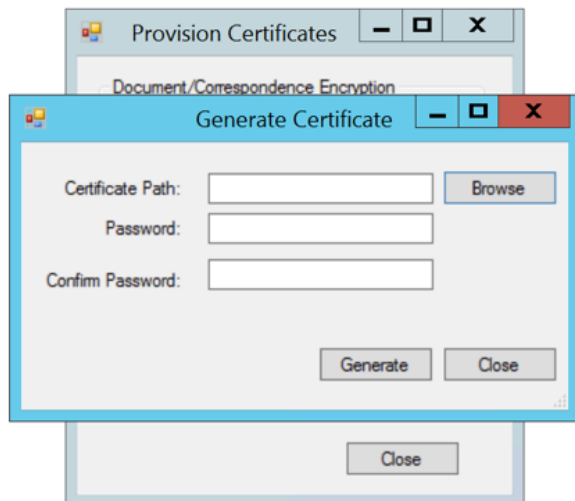 Provision Certificates
Document/Correspondence Encryption
Generate Certificate
Certificate Path:
Browse
Password:
Confirm Password:
Generate
Close
Close